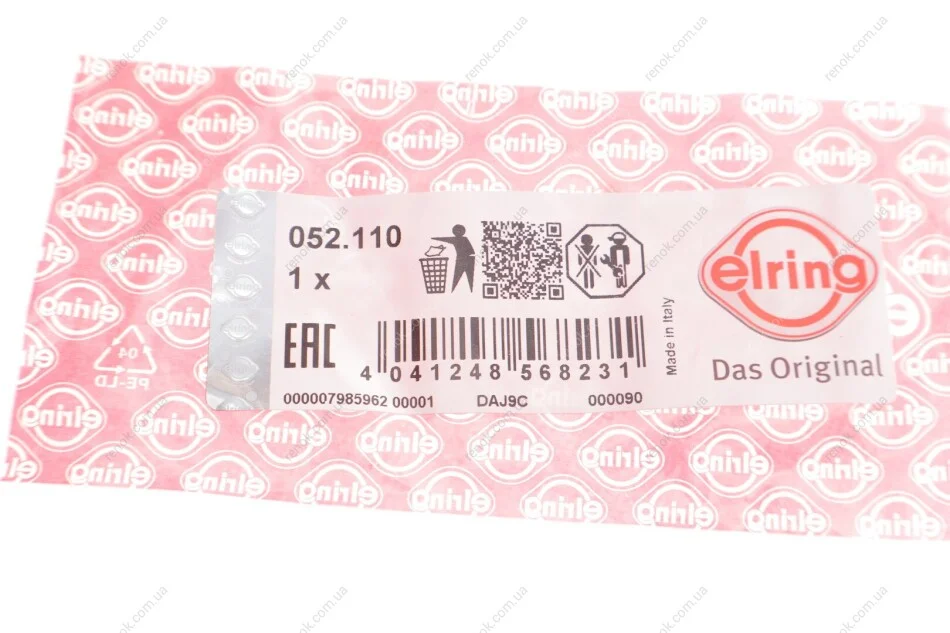 052.110
1 x
EAC
4 041248 568231
000007985962 00001 DAJ9C 000090
Made in Italy
elring
Das Original
04
PE-LD
renok.com.ua